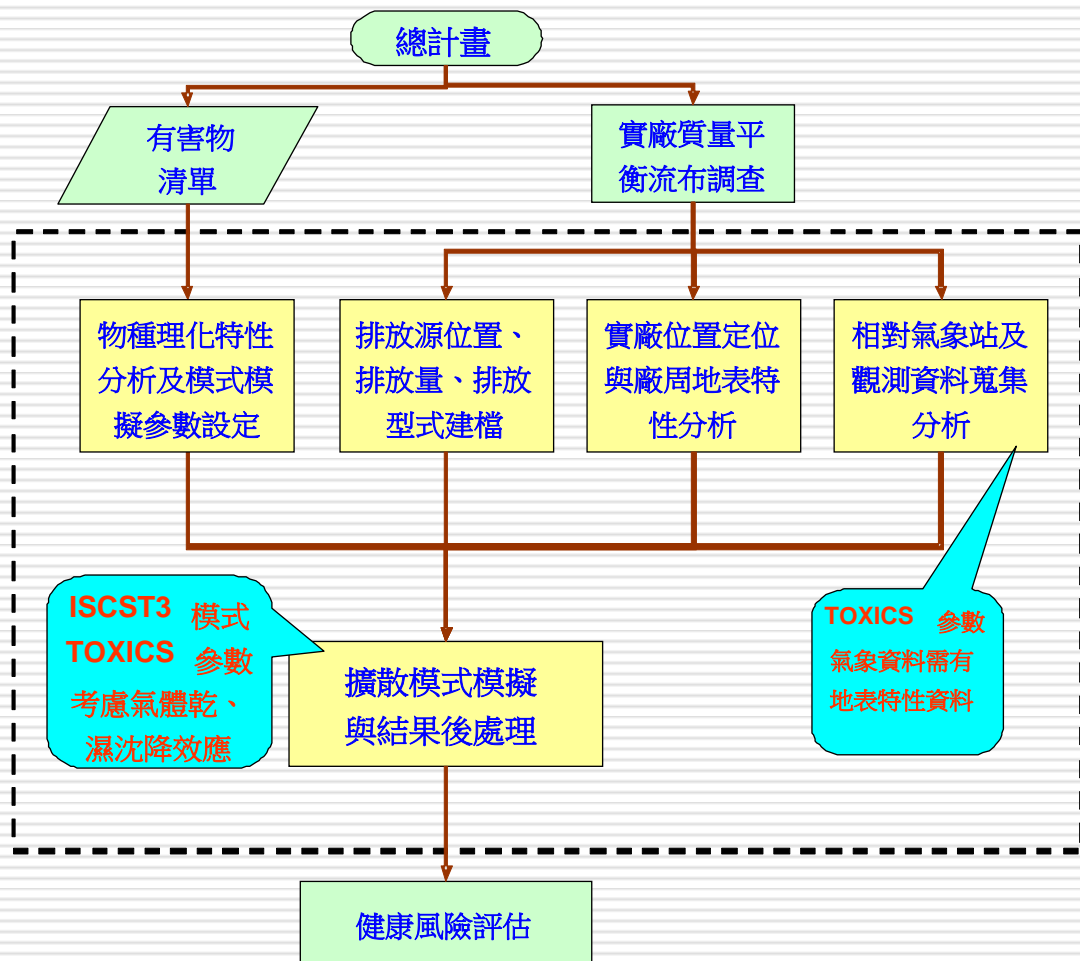 總計畫
有害物
清單
實廠質量平
衡流布調查
物種理化特性
分析及模式模
擬參數設定
排放源位置、
排放量、排放
型式建檔
實廠位置定位
與廠周地表特
性分析
相對氣象站及
觀測資料蒐集
分析
ISCST3 模式
TOXICS 參數
考慮氣體乾、
濕沈降效應
擴散模式模擬
與結果後處理
TOXICS 參數
氣象資料需有
地表特性資料
健康風險評估